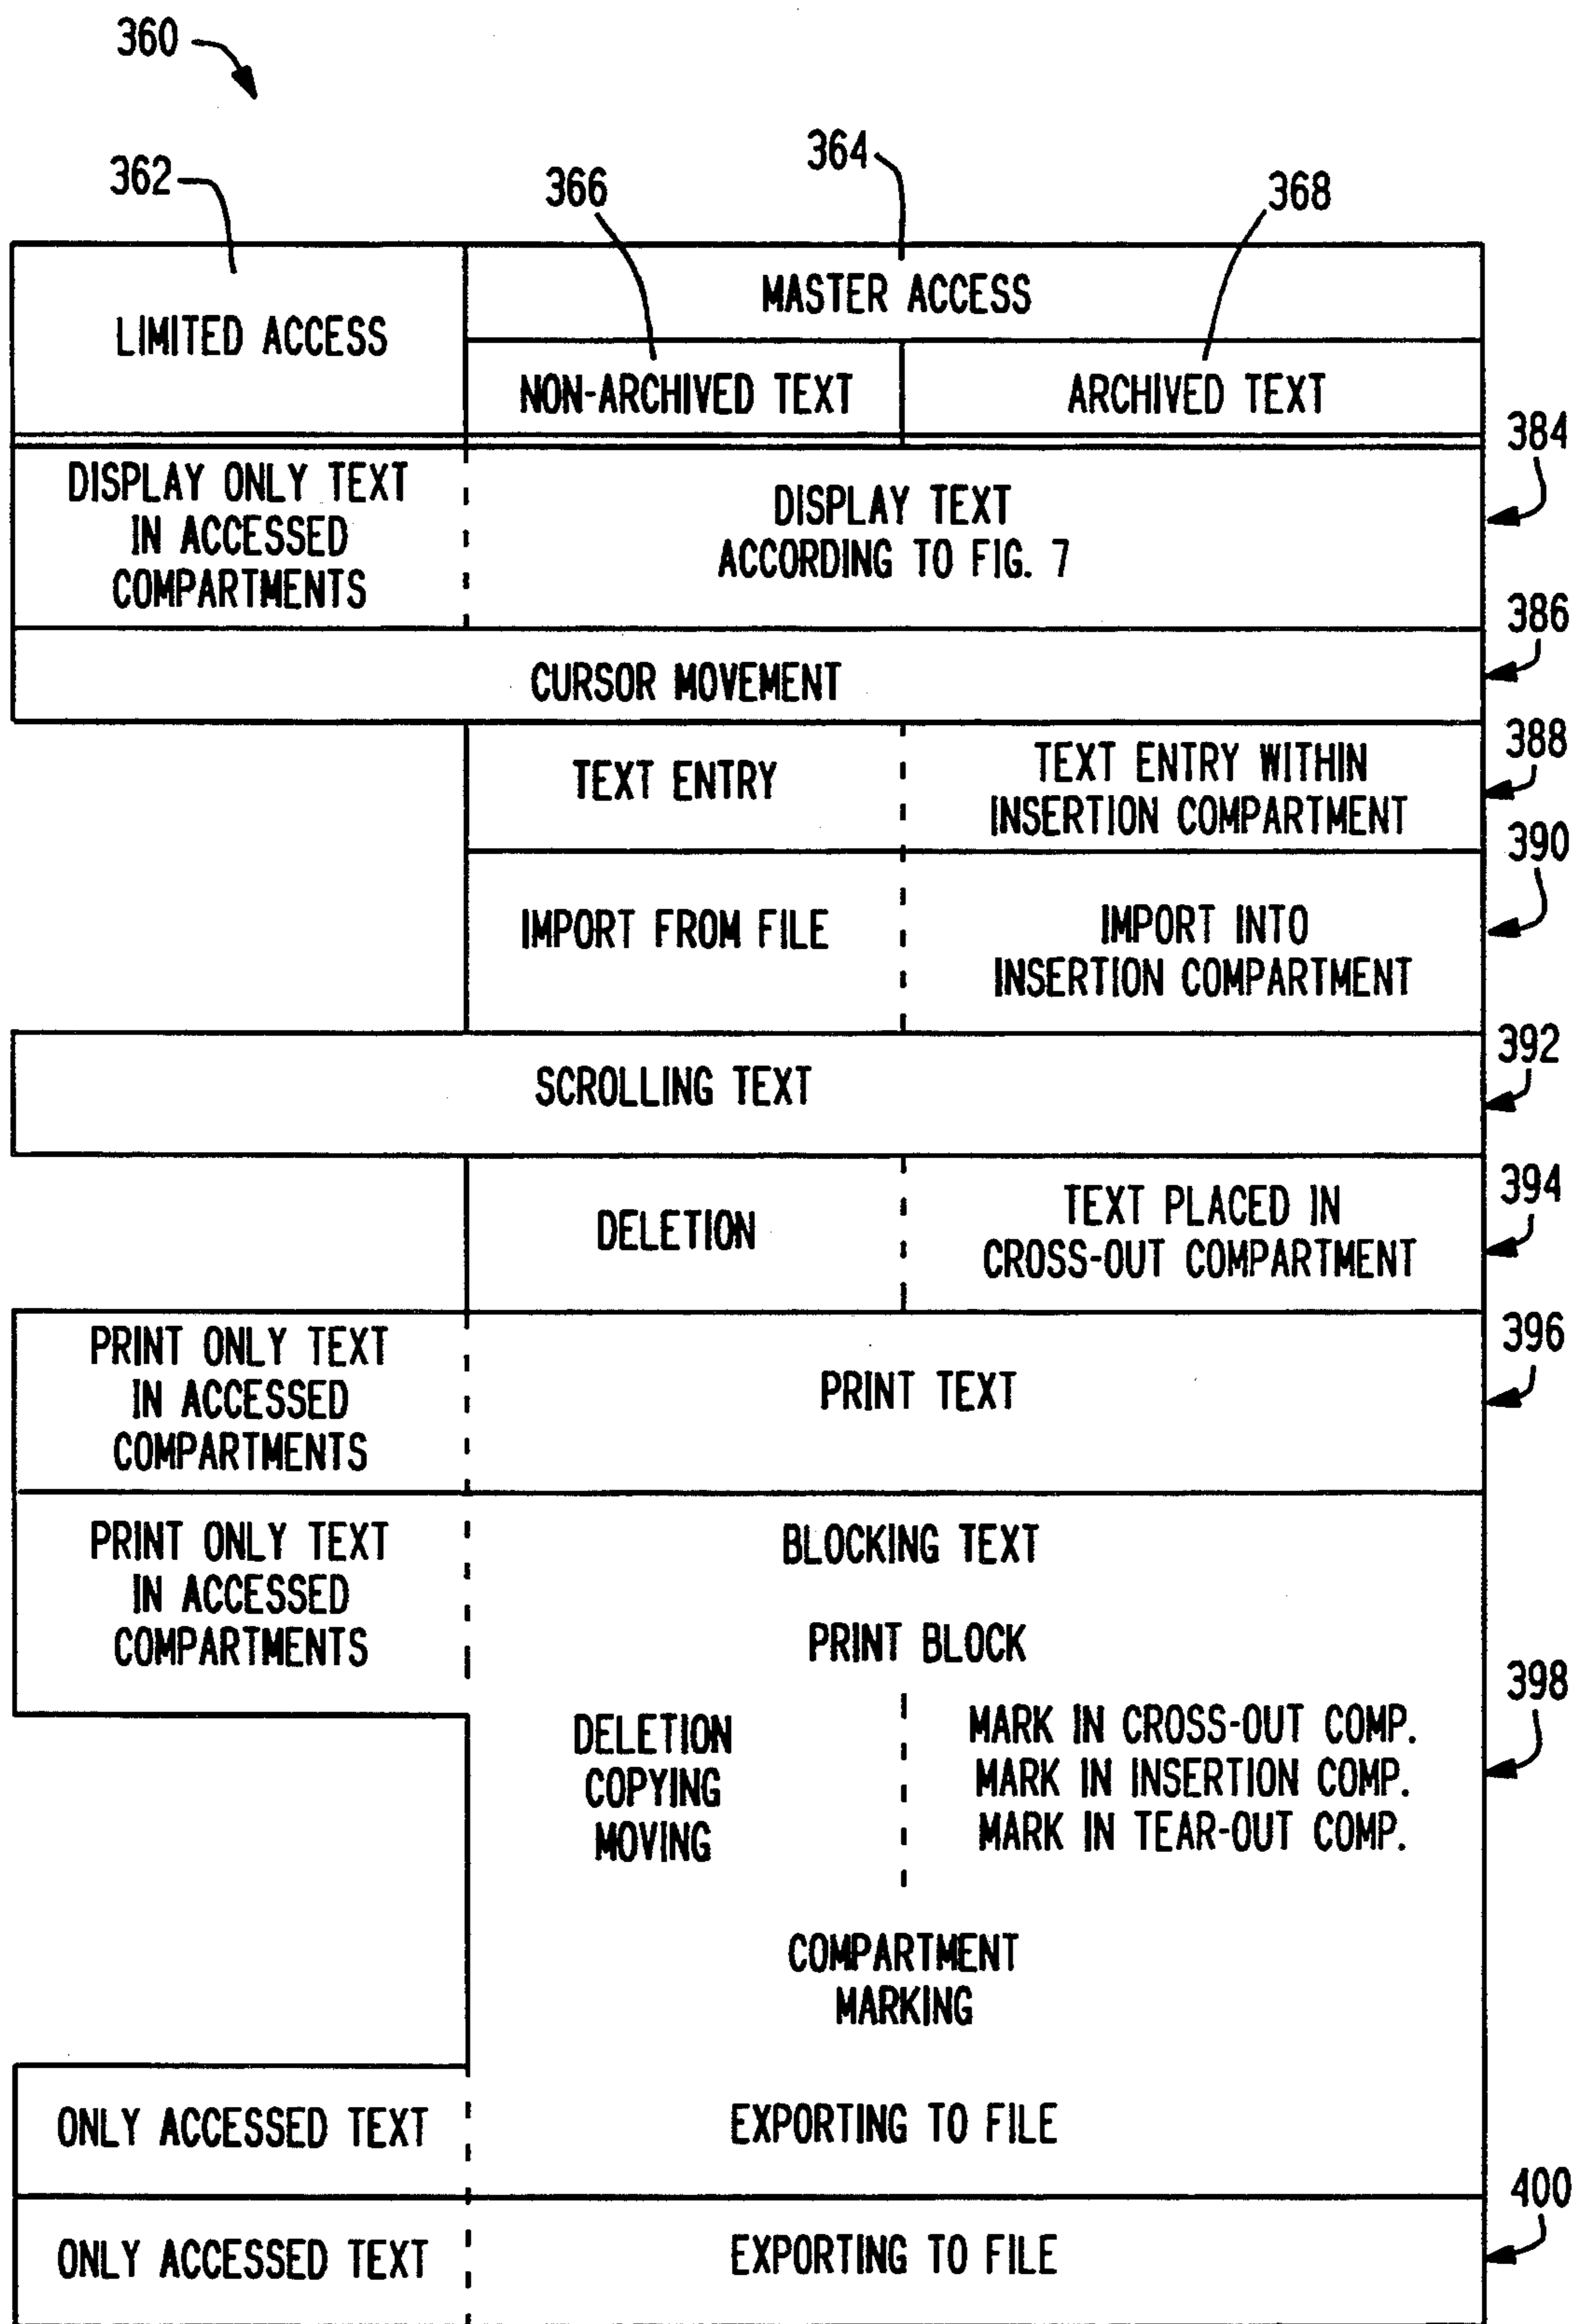 360
362
366
364
368
LIMITED ACCESS
MASTER ACCESS
NON-ARCHIVED TEXT
ARCHIVED TEXT
384
DISPLAY ONLY TEXT
IN ACCESSED
COMPARTMENTS
DISPLAY TEXT
ACCORDING TO FIG. 7
386
CURSOR MOVEMENT
388
TEXT ENTRY
TEXT ENTRY WITHIN
INSERTION COMPARTMENT
390
IMPORT FROM FILE
IMPORT INTO
INSERTION COMPARTMENT
392
SCROLLING TEXT
394
DELETION
TEXT PLACED IN
CROSS-OUT COMPARTMENT
396
PRINT ONLY TEXT
IN ACCESSED
COMPARTMENTS
PRINT TEXT
PRINT ONLY TEXT
IN ACCESSED
COMPARTMENTS
BLOCKING TEXT
PRINT BLOCK
398
DELETION
COPYING
MOVING
MARK IN CROSS-OUT COMP.
MARK IN INSERTION COMP.
MARK IN TEAR-OUT COMP.
COMPARTMENT
MARKING
ONLY ACCESSED TEXT
EXPORTING TO FILE
400
ONLY ACCESSED TEXT
EXPORTING TO FILE